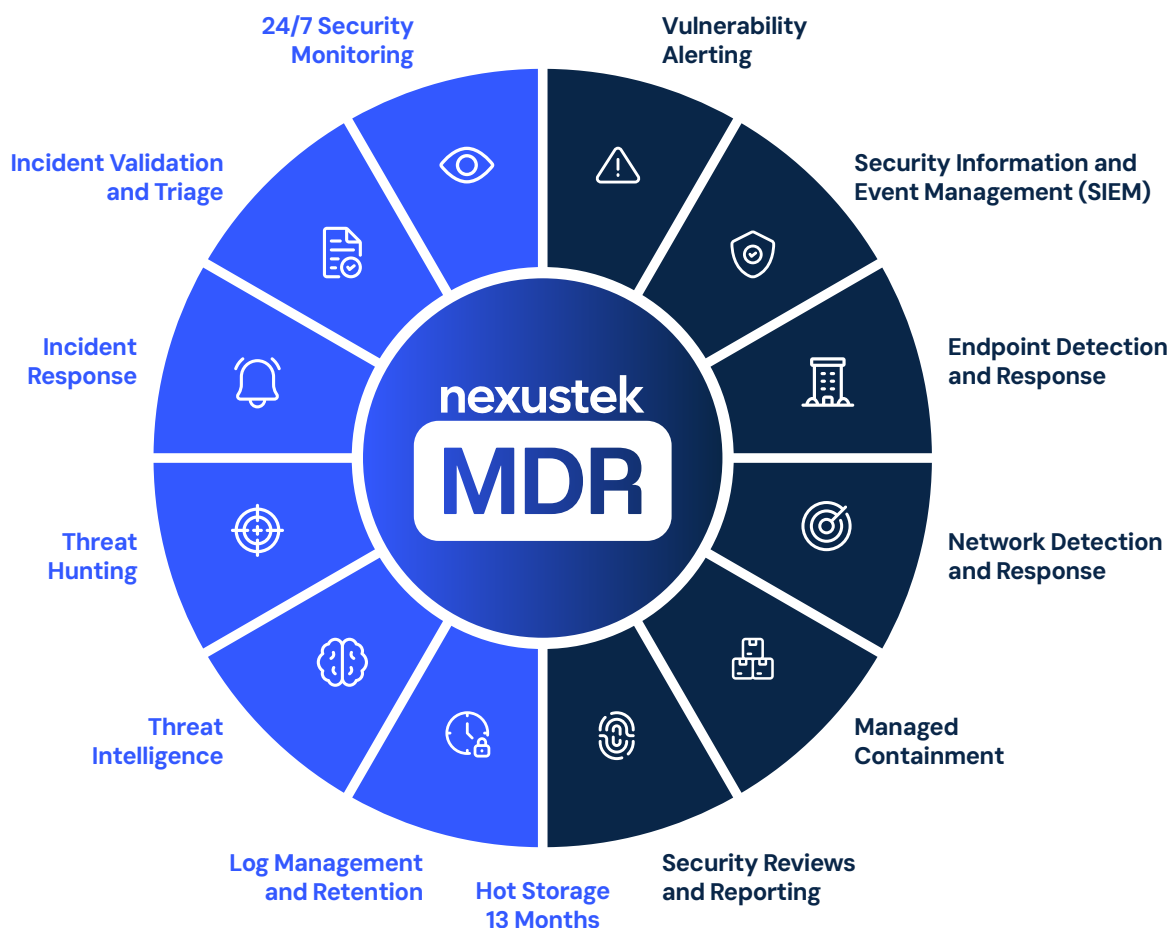 24/7 Security
Monitoring
Vulnerability
Alerting
Incident Validation
and Triage
Security Information and
Event Management (SIEM)
Incident
Response
Endpoint Detection
and Response
nexustek
MDR
Threat
Hunting
Network Detection
and Response
Threat
Intelligence
Managed
Containment
Log Management
and Retention
Hot Storage
13 Months
Security Reviews
and Reporting